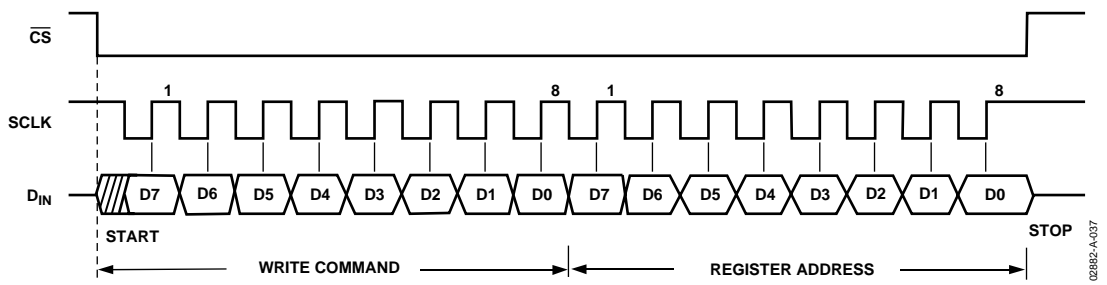 CS
1 8 1 8
SCLK
DIN D7 D6 D5 D4 D3 D2 D1 D0 D7 D6 D5 D4 D3 D2 D1 D0
START STOP
WRITE COMMAND REGISTER ADDRESS
02882-A-037